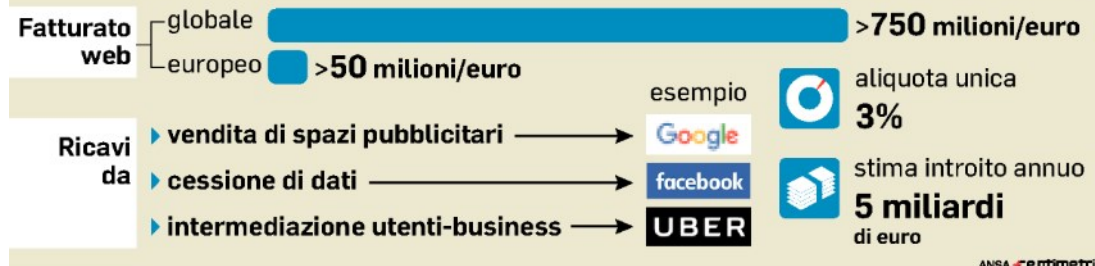 Fatturato web
globale
>750 milioni/euro
europeo
>50 milioni/euro
esempio
aliquota unica
3%
Ricavi da
vendita di spazi pubblicitari
Google
cessione di dati
facebook
intermediazione utenti-business
UBER
stima introito annuo
5 miliardi
di euro
ANSA centimetri